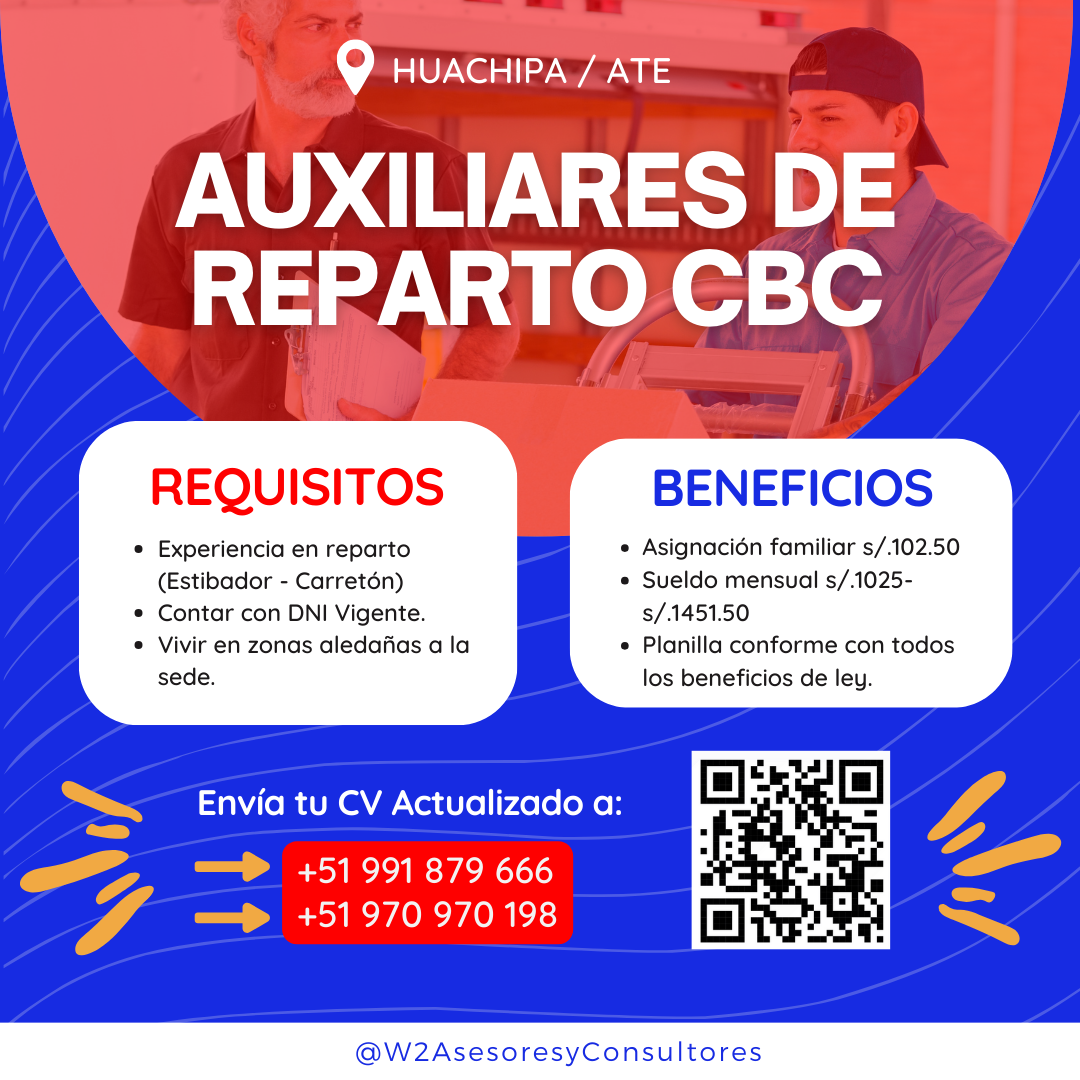 HUACHIPA / ATE
AUXILIARES DE
REPARTO CBC
REQUISITOS
• Experiencia en reparto
(Estibador - Carretón)
• Contar con DNI Vigente.
• Vivir en zonas aledañas a la
sede.
BENEFICIOS
• Asignación familiar s/.102.50
• Sueldo mensual s/.1025-
s/.1451.50
• Planilla conforme con todos
los beneficios de ley.
Envía tu CV Actualizado a:
+51 991 879 666
+51 970 970 198
@W2AsesoresyConsultores